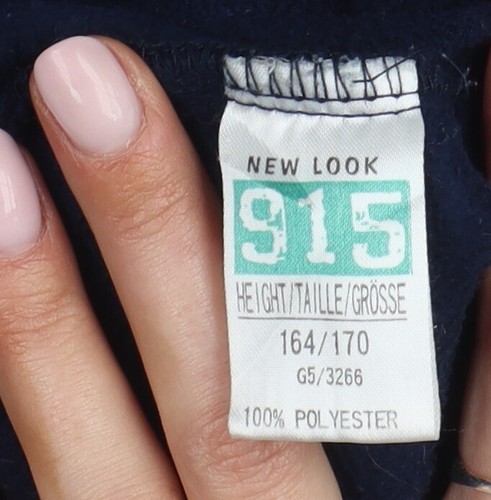 NEW LOOK
915
HEIGHT/TAILLE/GRÖSSE
164/170
G5/3266
100% POLYESTER